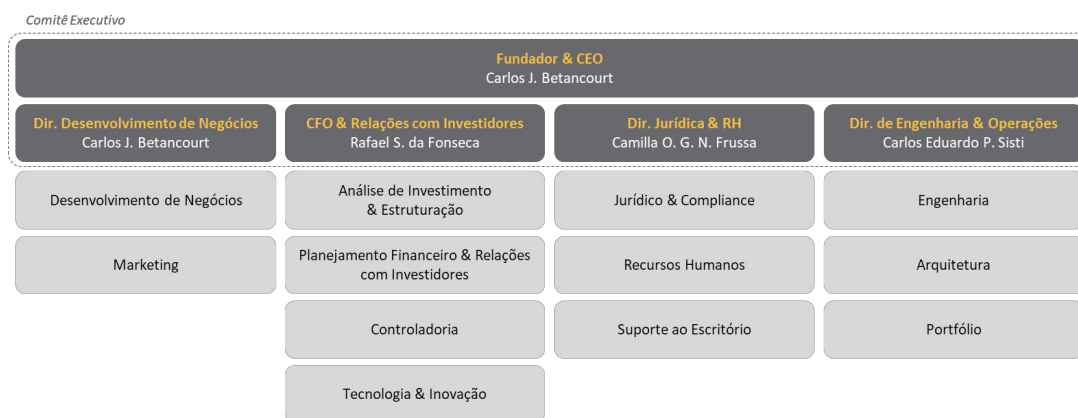 Comitê Executivo
Fundador & CEO
Carlos J. Betancourt
Dir. Desenvolvimento de Negócios
Carlos J. Betancourt
CFO & Relações com Investidores
Rafael S. da Fonseca
Dir. Jurídica & RH
Camilla O. G. N. Frussa
Dir. de Engenharia & Operações
Carlos Eduardo P. Sisti
Desenvolvimento de Negócios
Análise de Investimento
& Estruturação
Jurídico & Compliance
Engenharia
Marketing
Planejamento Financeiro & Relações
com Investidores
Recursos Humanos
Arquitetura
Controladoria
Suporte ao Escritório
Portfólio
Tecnologia & Inovação